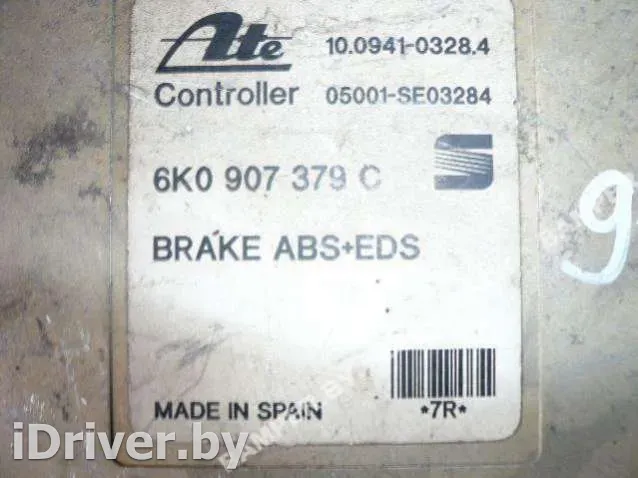 Ate 10.0941-0328.4
Controller 05001-SE03284
6K0 907 379 C
BRAKE ABS+EDS
9
MADE IN SPAIN *7R*
iDriver.by